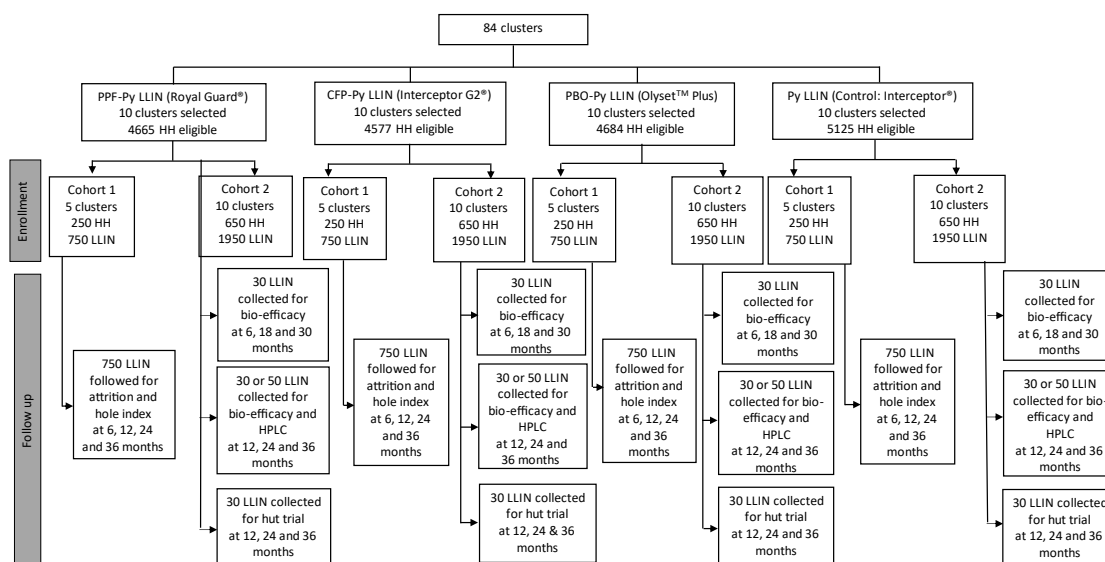 84 clusters
PPF-Py LLIN (Royal Guard®)
10 clusters selected
4665 HH eligible
CFP-Py LLIN (Interceptor G2®)
10 clusters selected
4577 HH eligible
PBO-Py LLIN (Olyset™ Plus)
10 clusters selected
4684 HH eligible
Py LLIN (Control: Interceptor®)
10 clusters selected
5125 HH eligible
Enrollment
Cohort 1
5 clusters
250 HH
750 LLIN
Cohort 2
10 clusters
650 HH
1950 LLIN
Cohort 1
5 clusters
250 HH
750 LLIN
Cohort 2
10 clusters
650 HH
1950 LLIN
Cohort 1
5 clusters
250 HH
750 LLIN
Cohort 2
10 clusters
650 HH
1950 LLIN
Cohort 1
5 clusters
250 HH
750 LLIN
Cohort 2
10 clusters
650 HH
1950 LLIN
Follow up
750 LLIN
followed for
attrition and
hole index
at 6, 12, 24
and 36 months
30 LLIN
collected for
bio-efficacy
at 6, 18 and 30
months
30 or 50 LLIN
collected for
bio-efficacy and
HPLC
at 12, 24 and 36
months
30 LLIN collected
for hut trial
at 12, 24 and 36
months
750 LLIN
followed for
attrition and
hole index
at 6, 12, 24
and 36
months
30 LLIN
collected for
bio-efficacy
at 6, 18 and 30
months
30 or 50 LLIN
collected for
bio-efficacy and
HPLC
at 12, 24 and
36 months
30 LLIN collected
for hut trial
at 12, 24 & 36
months
750 LLIN
followed for
attrition and
hole index
at 6, 12, 24
and 36
months
30 LLIN
collected for
bio-efficacy
at 6, 18 and 30
months
30 or 50 LLIN
collected for bio-
efficacy and
HPLC
at 12, 24 and 36
months
30 LLIN collected
for hut trial
at 12, 24 and 36
months
750 LLIN
followed for
attrition and
hole index
at 6, 12, 24
and 36
months
30 LLIN
collected for
bio-efficacy
at 6, 18 and 30
months
30 or 50 LLIN
collected for bio-
efficacy and
HPLC
at 12, 24 and 36
months
30 LLIN collected
for hut trial
at 12, 24 and 36
months